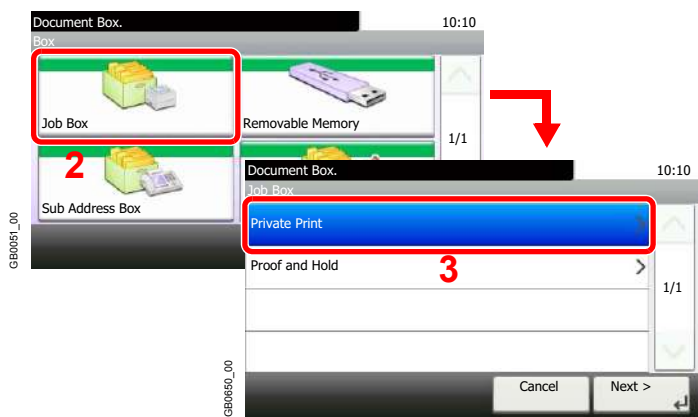 Document Box.
10:10
Box
Job Box
Removable Memory
1/1
2
Sub Address Box
GB0051_00
Document Box.
10:10
Job Box
Private Print
Proof and Hold
3
1/1
Cancel
Next >
GB0650_00